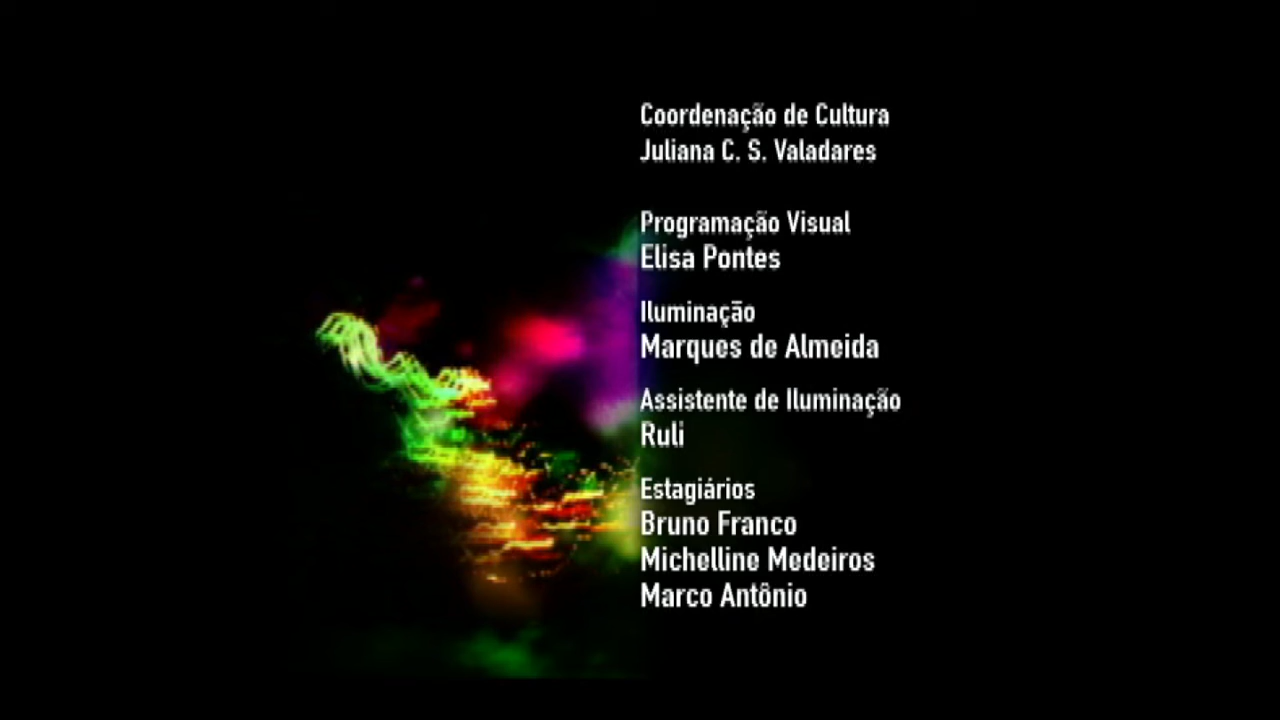 Coordenação de Cultura
Juliana C. S. Valadares
Programação Visual
Elisa Pontes
Iluminação
Marques de Almeida
Assistente de Iluminação
Ruli
Estagiários
Bruno Franco
Michelline Medeiros
Marco Antônio